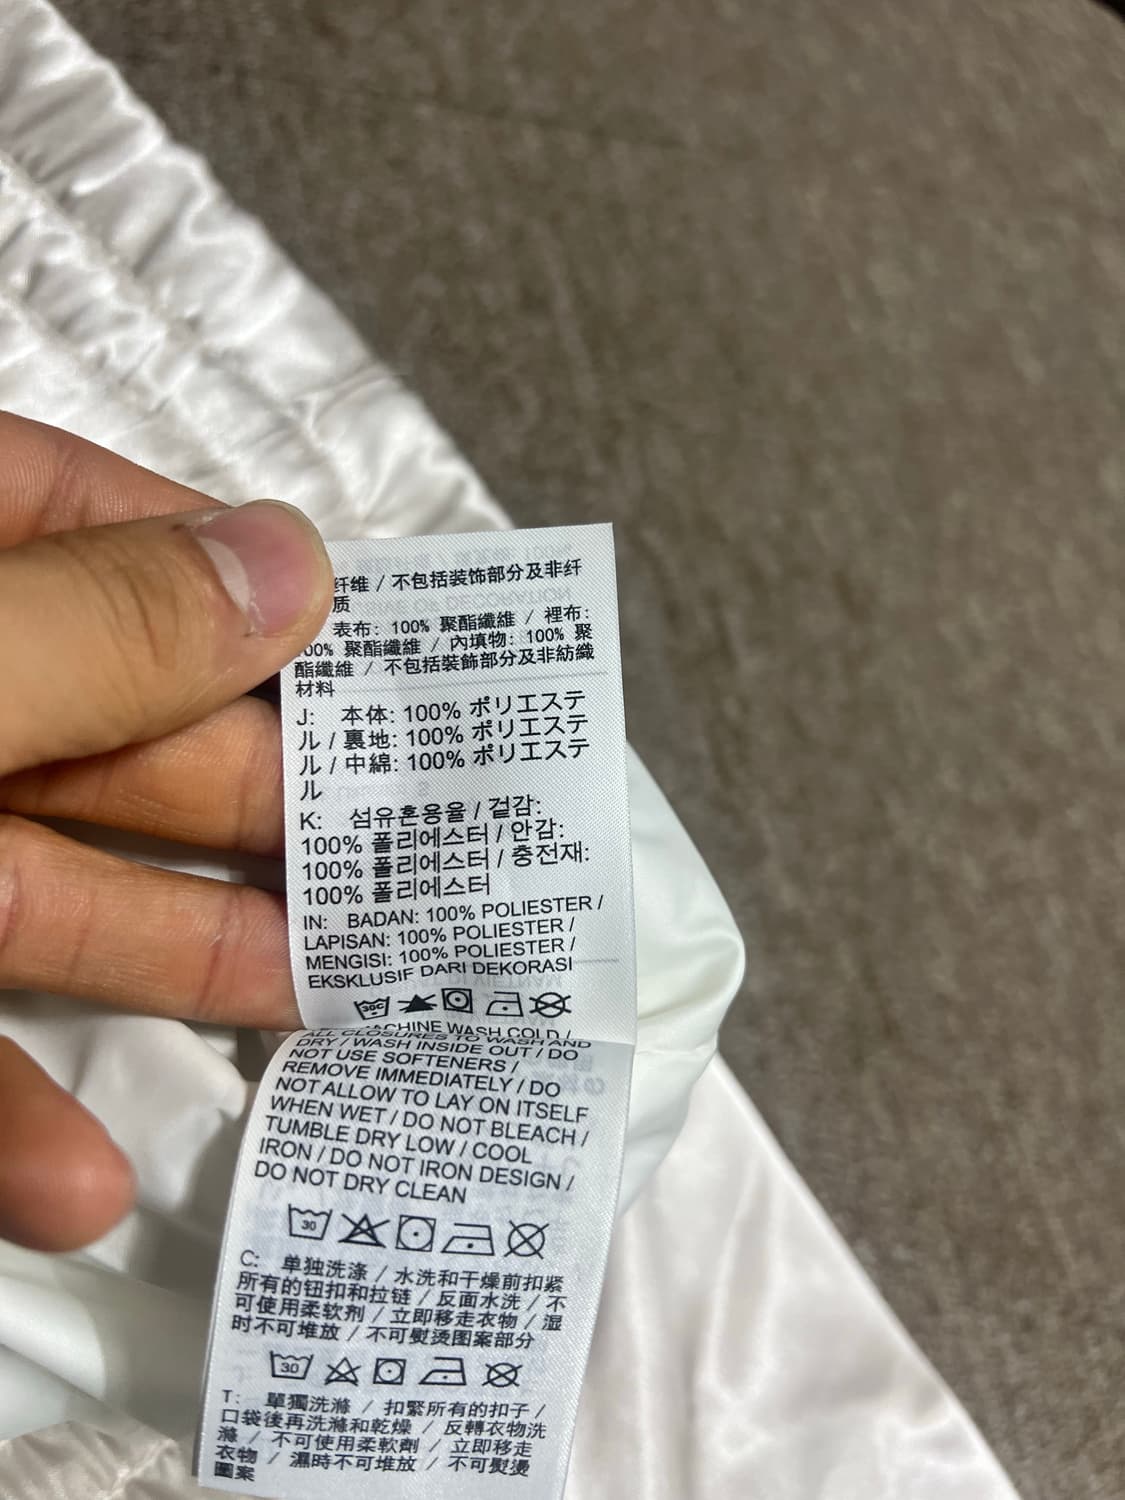 纤维 / 不包括装饰部分及非纤
质
表布: 100% 聚酯纖維 / 裡布:
100% 聚酯纖維 / 內填物: 100% 聚
酯纖維 / 不包括裝飾部分及非紡織
材料
J: 本体: 100% ポリエステ
ル / 裏地: 100% ポリエステ
ル / 中綿: 100% ポリエステ
ル
K: 섬유혼용율 / 겉감:
100% 폴리에스터 / 안감:
100% 폴리에스터 / 충전재:
100% 폴리에스터
IN: BADAN: 100% POLIESTER /
LAPISAN: 100% POLIESTER /
MENGISI: 100% POLIESTER /
EKSKLUSIF DARI DEKORASI
30C
MACHINE WASH COLD /
ALL CLOSURES TO WASH AND
DRY / WASH INSIDE OUT / DO
NOT USE SOFTENERS /
REMOVE IMMEDIATELY / DO
NOT ALLOW TO LAY ON ITSELF
WHEN WET / DO NOT BLEACH /
TUMBLE DRY LOW / COOL
IRON / DO NOT IRON DESIGN /
DO NOT DRY CLEAN
30
C: 单独洗涤 / 水洗和干燥前扣紧
所有的钮扣和拉链 / 反面水洗 / 不
可使用柔软剂 / 立即移走衣物 / 湿
时不可堆放 / 不可熨烫图案部分
30
T: 單獨洗滌 / 扣緊所有的扣子 /
口袋後再洗滌和乾燥 / 反轉衣物洗
滌 / 不可使用柔軟劑 / 立即移走
衣物 / 濕時不可堆放 / 不可熨燙
圖案